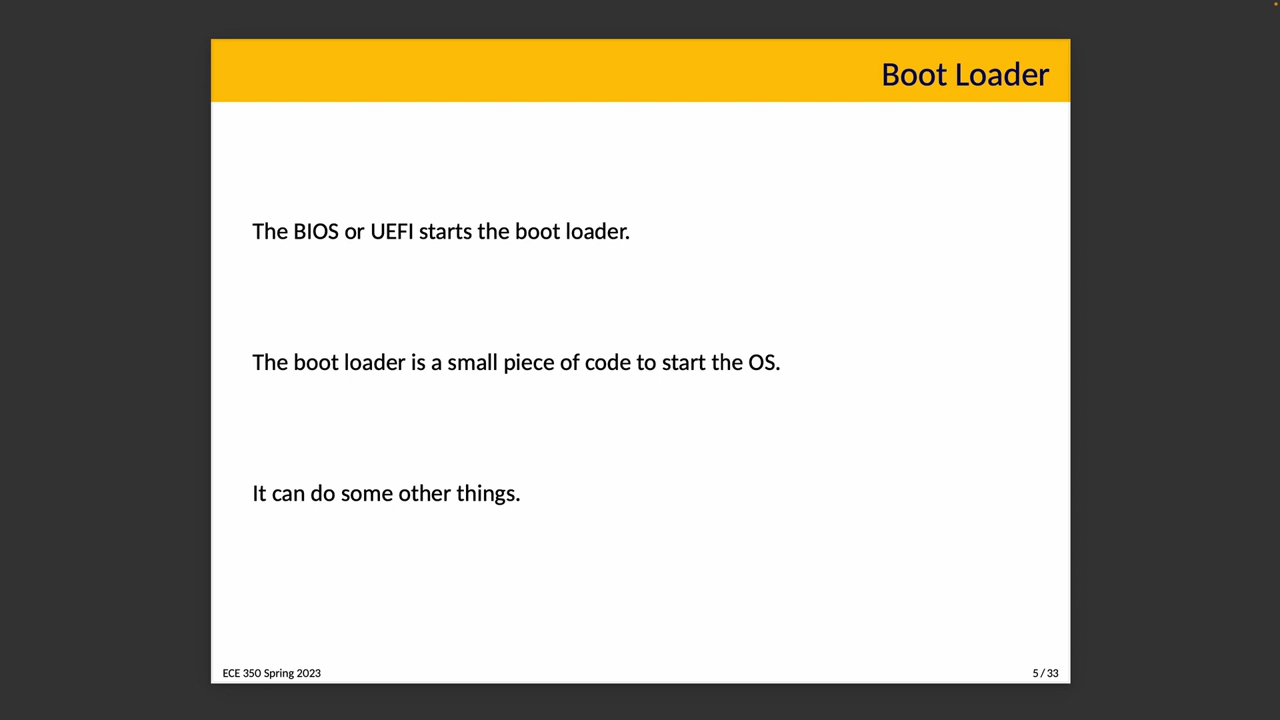 Boot Loader
The BIOS or UEFI starts the boot loader.
The boot loader is a small piece of code to start the OS.
It can do some other things.
ECE 350 Spring 2023
5 / 33